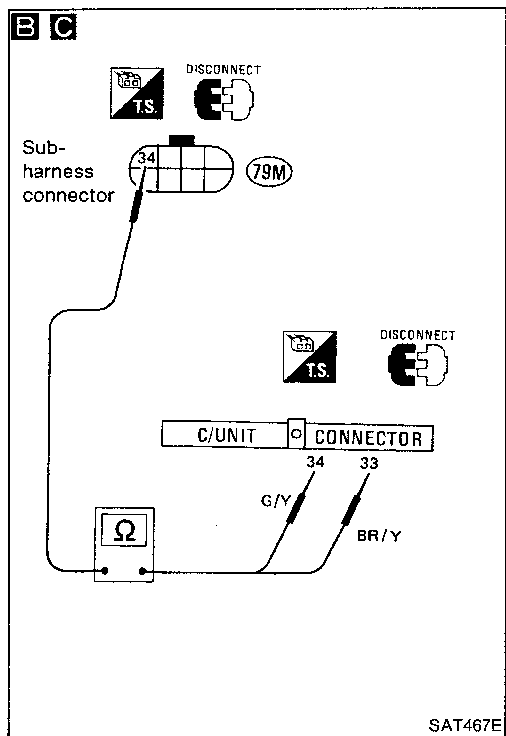 B C
DISCONNECT
T.S.
Sub-
harness
connector
34
79M
DISCONNECT
T.S.
C/UNIT CONNECTOR
34 33
G/Y
BR/Y
Ω
SAT467E